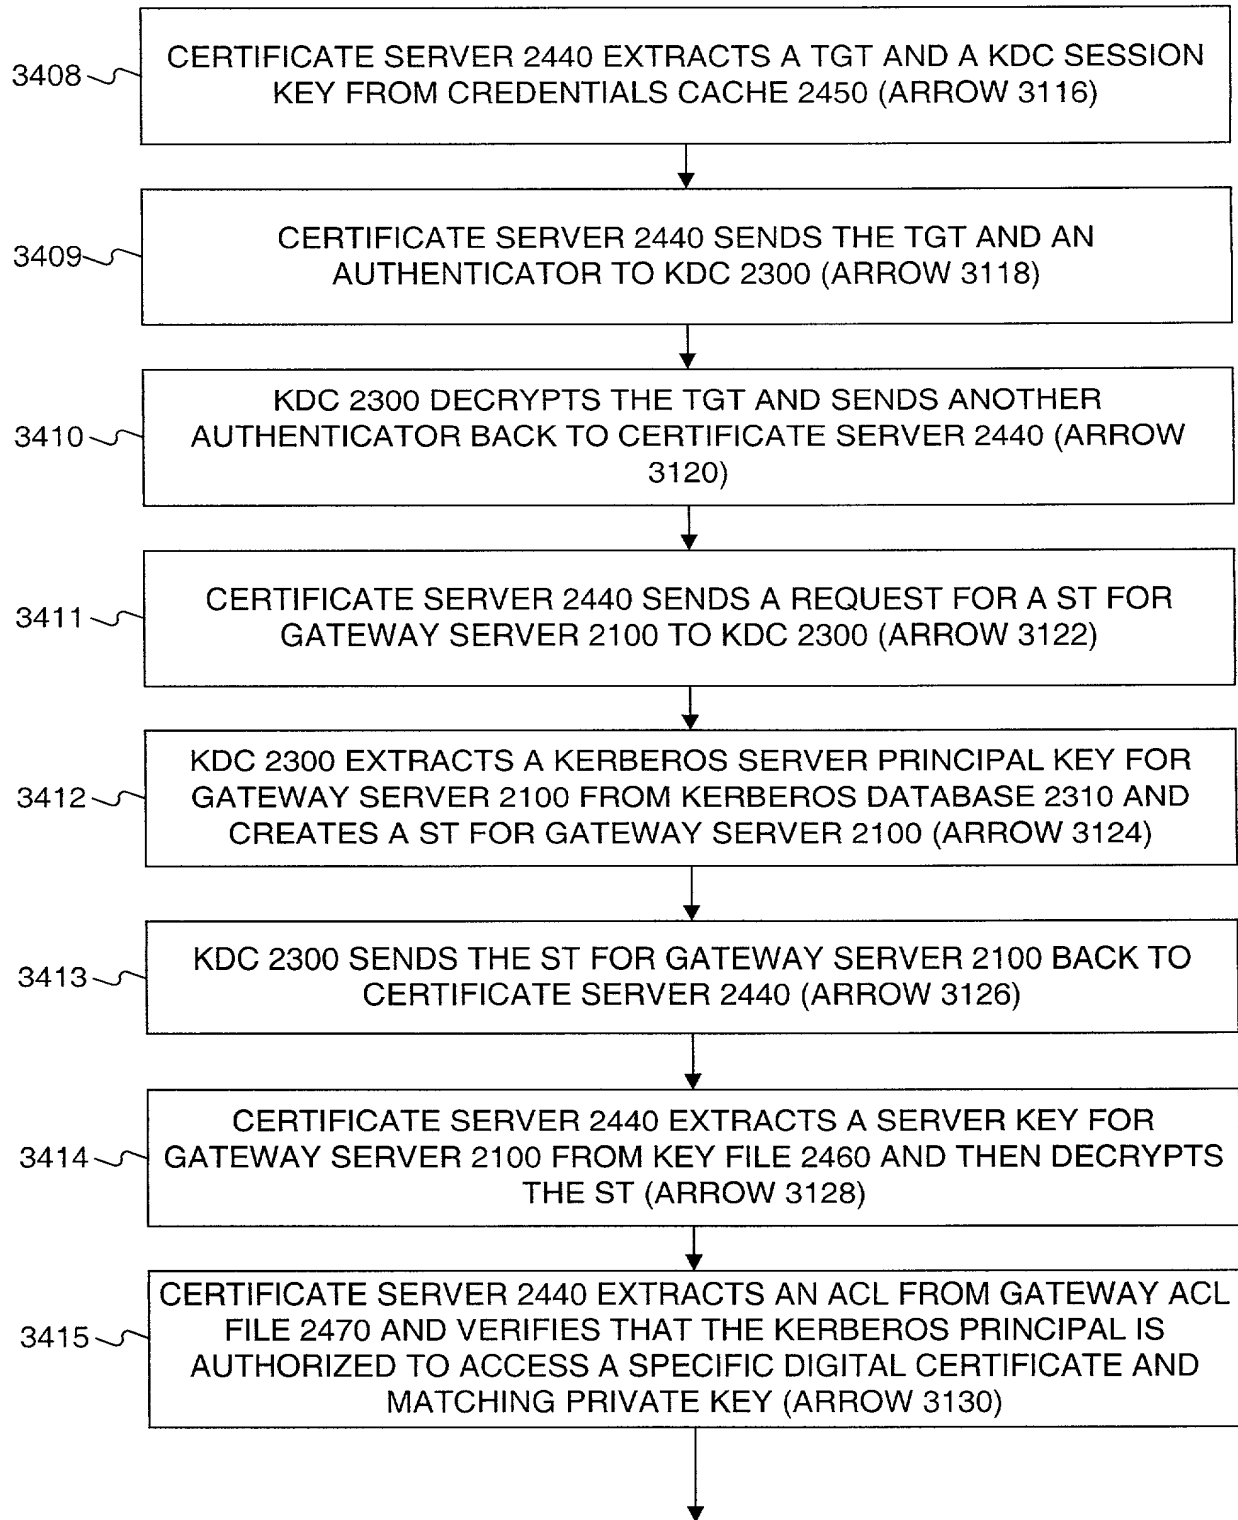 3408
CERTIFICATE SERVER 2440 EXTRACTS A TGT AND A KDC SESSION
KEY FROM CREDENTIALS CACHE 2450 (ARROW 3116)
3409
CERTIFICATE SERVER 2440 SENDS THE TGT AND AN
AUTHENTICATOR TO KDC 2300 (ARROW 3118)
3410
KDC 2300 DECRYPTS THE TGT AND SENDS ANOTHER
AUTHENTICATOR BACK TO CERTIFICATE SERVER 2440 (ARROW
3120)
3411
CERTIFICATE SERVER 2440 SENDS A REQUEST FOR A ST FOR
GATEWAY SERVER 2100 TO KDC 2300 (ARROW 3122)
3412
KDC 2300 EXTRACTS A KERBEROS SERVER PRINCIPAL KEY FOR
GATEWAY SERVER 2100 FROM KERBEROS DATABASE 2310 AND
CREATES A ST FOR GATEWAY SERVER 2100 (ARROW 3124)
3413
KDC 2300 SENDS THE ST FOR GATEWAY SERVER 2100 BACK TO
CERTIFICATE SERVER 2440 (ARROW 3126)
3414
CERTIFICATE SERVER 2440 EXTRACTS A SERVER KEY FOR
GATEWAY SERVER 2100 FROM KEY FILE 2460 AND THEN DECRYPTS
THE ST (ARROW 3128)
3415
CERTIFICATE SERVER 2440 EXTRACTS AN ACL FROM GATEWAY ACL
FILE 2470 AND VERIFIES THAT THE KERBEROS PRINCIPAL IS
AUTHORIZED TO ACCESS A SPECIFIC DIGITAL CERTIFICATE AND
MATCHING PRIVATE KEY (ARROW 3130)